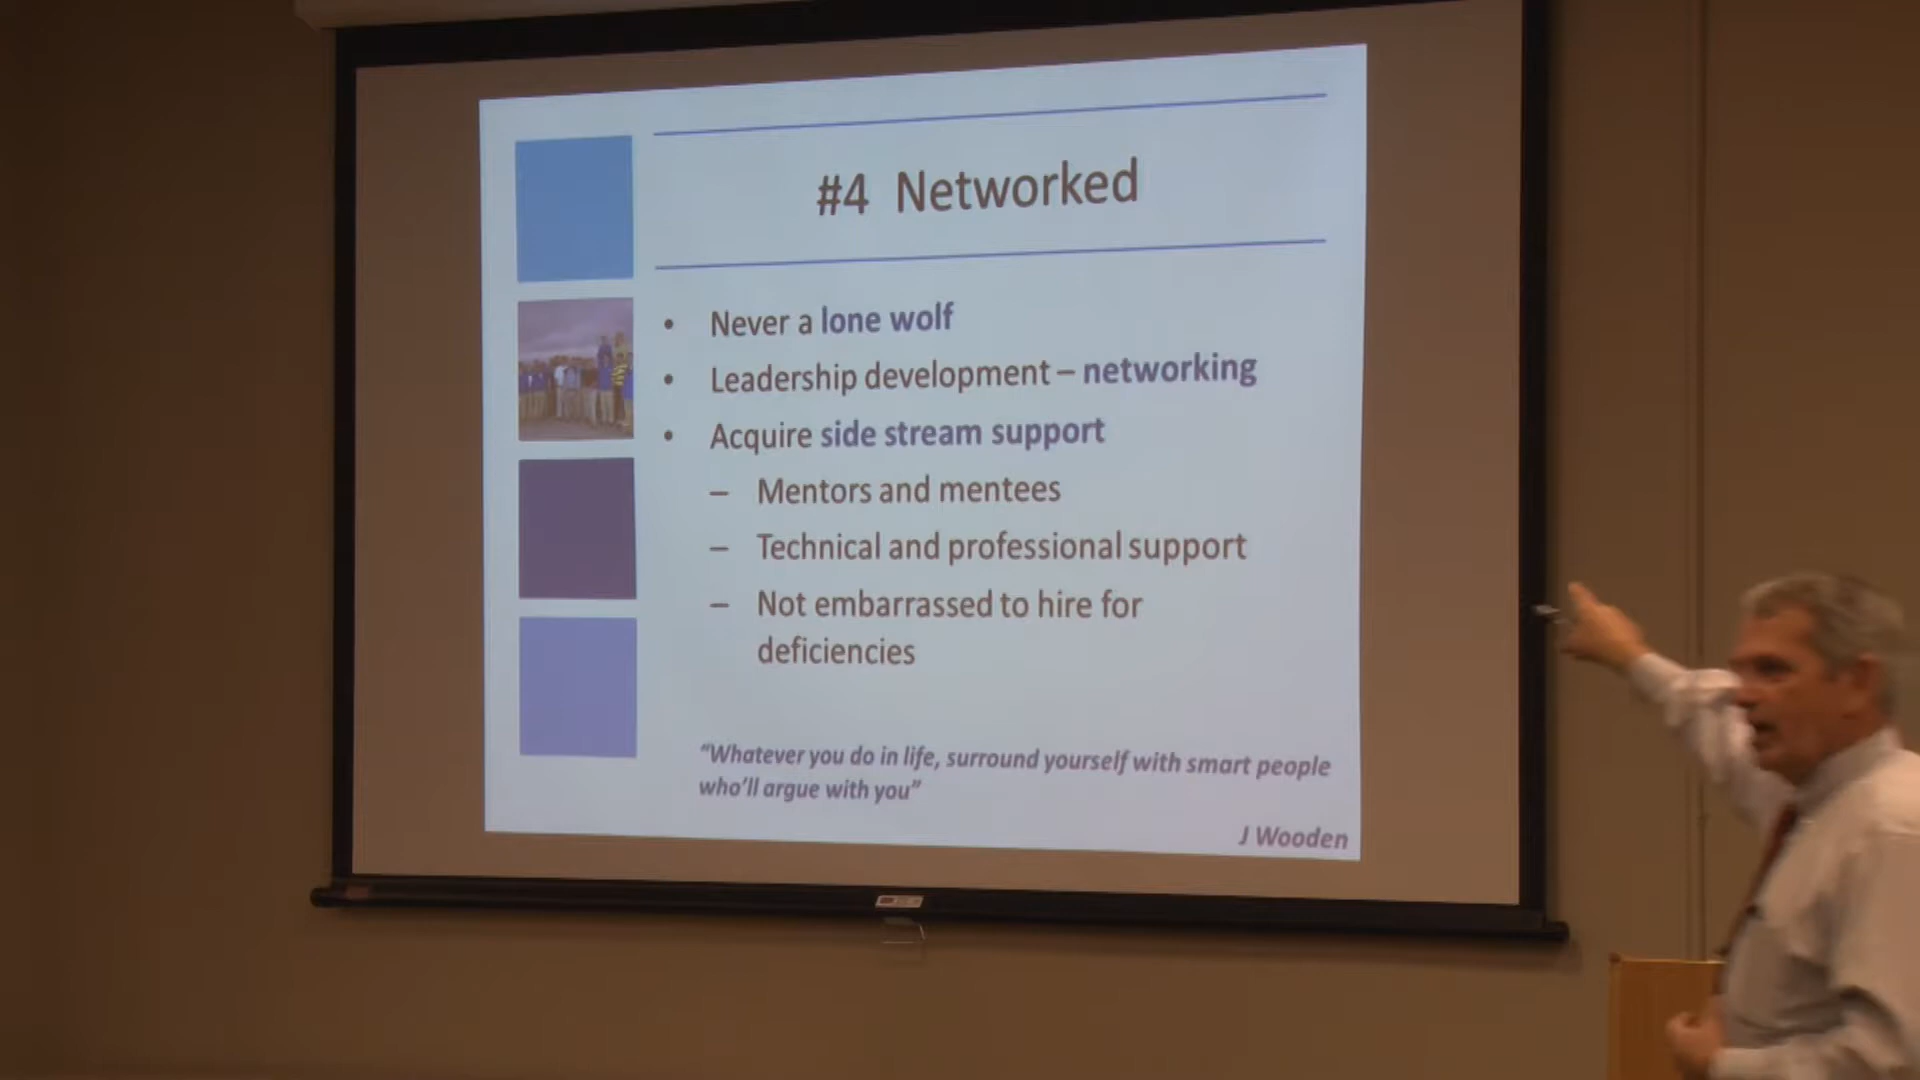 #4 Networked
• Never a lone wolf
• Leadership development – networking
• Acquire side stream support
– Mentors and mentees
– Technical and professional support
– Not embarrassed to hire for
deficiencies
“Whatever you do in life, surround yourself with smart people
who’ll argue with you”
J Wooden